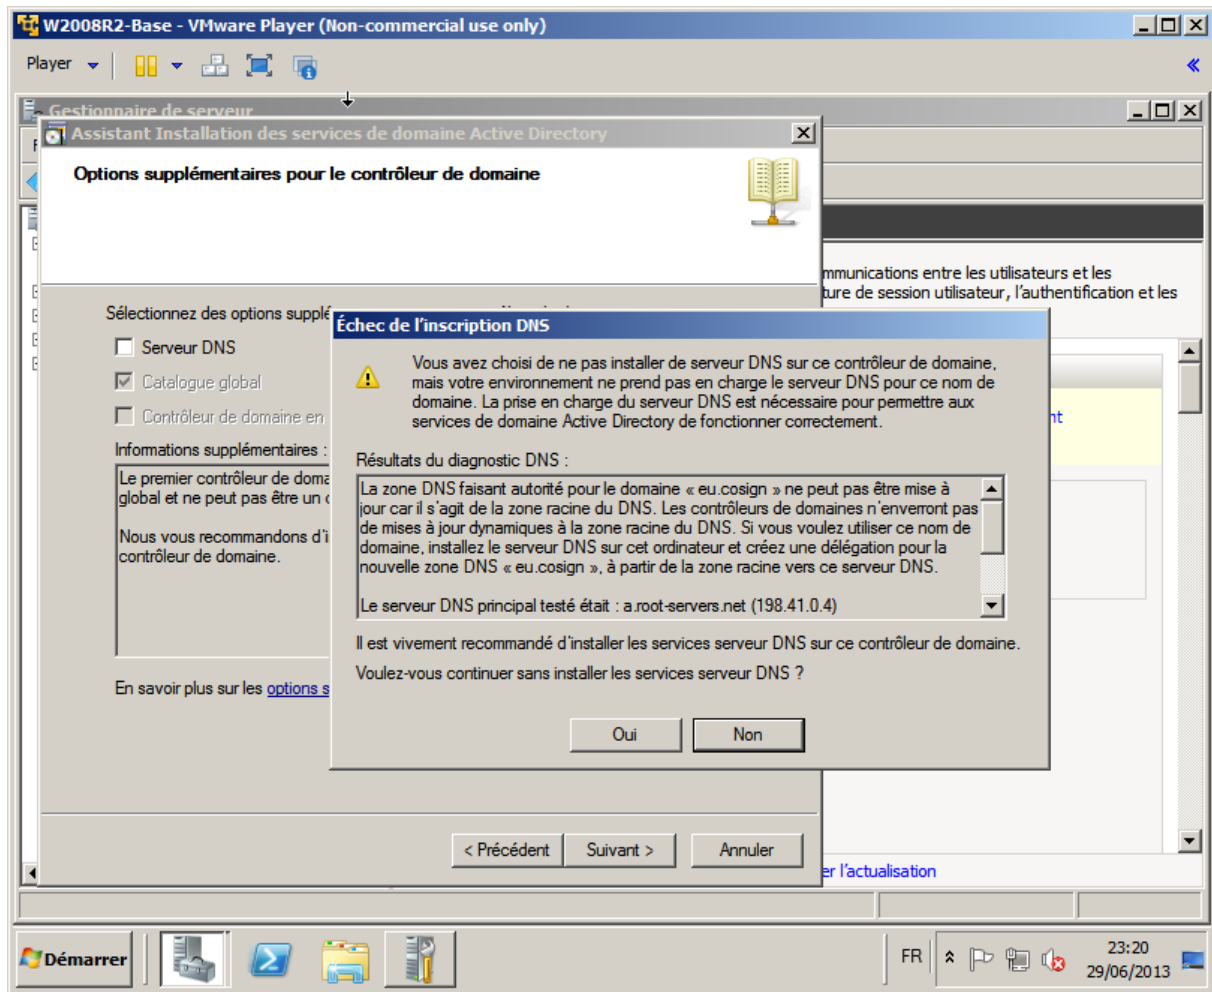 W2008R2-Base - VMware Player (Non-commercial use only)
Player
Gestionnaire de serveur
Assistant Installation des services de domaine Active Directory
Options supplémentaires pour le contrôleur de domaine
mmunications entre les utilisateurs et les
ture de session utilisateur, l'authentification et les
Sélectionnez des options supplé
Serveur DNS
Catalogue global
Contrôleur de domaine en
Informations supplémentaires :
Le premier contrôleur de doma
global et ne peut pas être un c
Nous vous recommandons d'i
contrôleur de domaine.
En savoir plus sur les options s
Échec de l'inscription DNS
Vous avez choisi de ne pas installer de serveur DNS sur ce contrôleur de domaine,
mais votre environnement ne prend pas en charge le serveur DNS pour ce nom de
domaine. La prise en charge du serveur DNS est nécessaire pour permettre aux
services de domaine Active Directory de fonctionner correctement.
nt
Résultats du diagnostic DNS :
La zone DNS faisant autorité pour le domaine « eu.cosign » ne peut pas être mise à
jour car il s'agit de la zone racine du DNS. Les contrôleurs de domaines n'enverront pas
de mises à jour dynamiques à la zone racine du DNS. Si vous voulez utiliser ce nom de
domaine, installez le serveur DNS sur cet ordinateur et créez une délégation pour la
nouvelle zone DNS « eu.cosign », à partir de la zone racine vers ce serveur DNS.
Le serveur DNS principal testé était : a.root-servers.net (198.41.0.4)
Il est vivement recommandé d'installer les services serveur DNS sur ce contrôleur de domaine.
Voulez-vous continuer sans installer les services serveur DNS ?
Oui
Non
< Précédent
Suivant >
Annuler
er l'actualisation
Démarrer
FR
23:20
29/06/2013